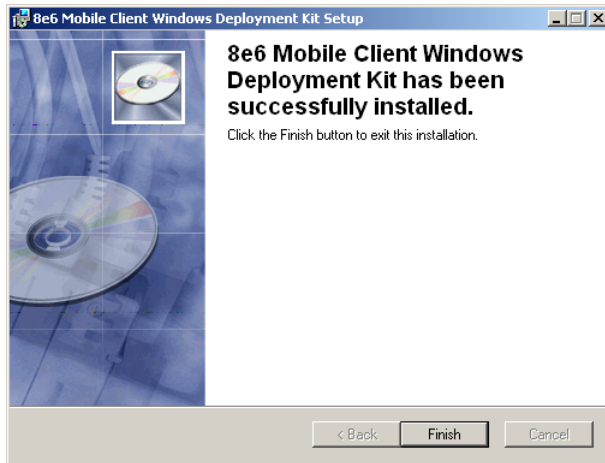 8e6 Mobile Client Windows Deployment Kit Setup
8e6 Mobile Client Windows
Deployment Kit has been
successfully installed.
Click the Finish button to exit this installation.
< Back
Finish
Cancel